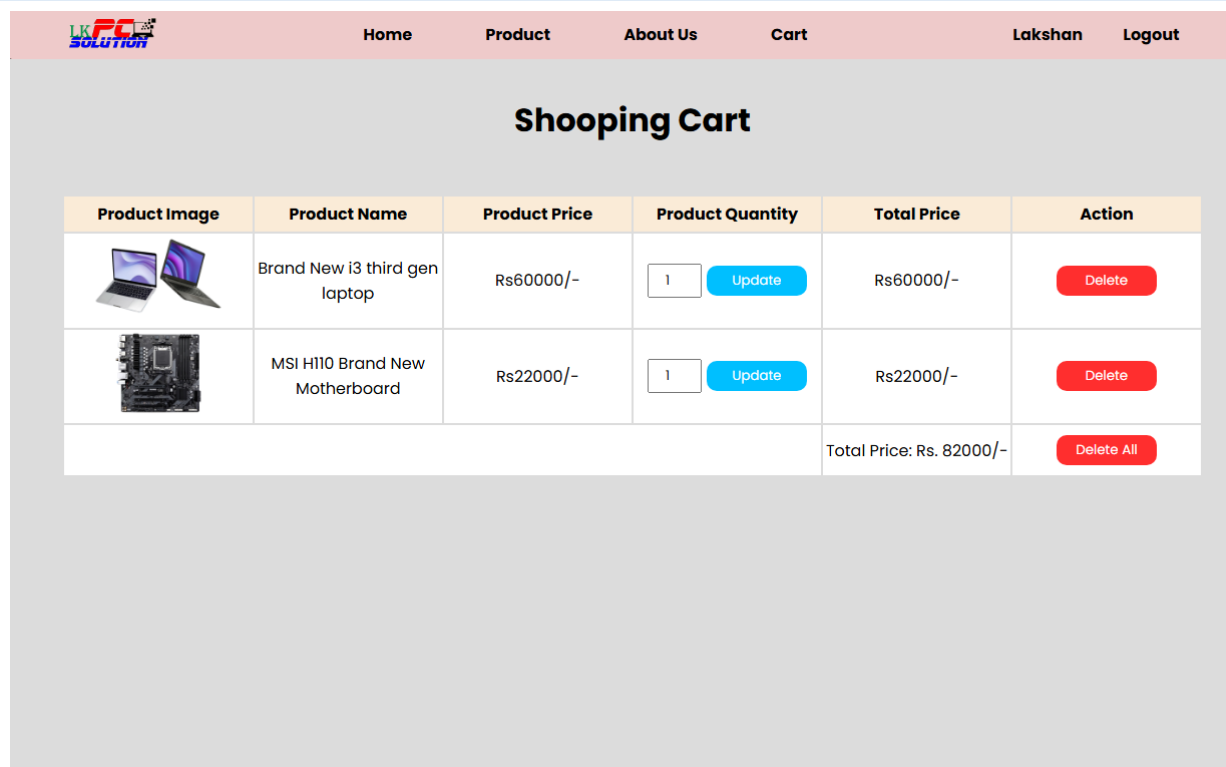 LK PC
SOLUTION
Home Product About Us Cart Lakshan Logout
Shooping Cart
Product Image Product Name Product Price Product Quantity Total Price Action
Brand New i3 third gen
laptop
Rs60000/- 1 Update Rs60000/- Delete
MSI H110 Brand New
Motherboard
Rs22000/- 1 Update Rs22000/- Delete
Total Price: Rs. 82000/- Delete All